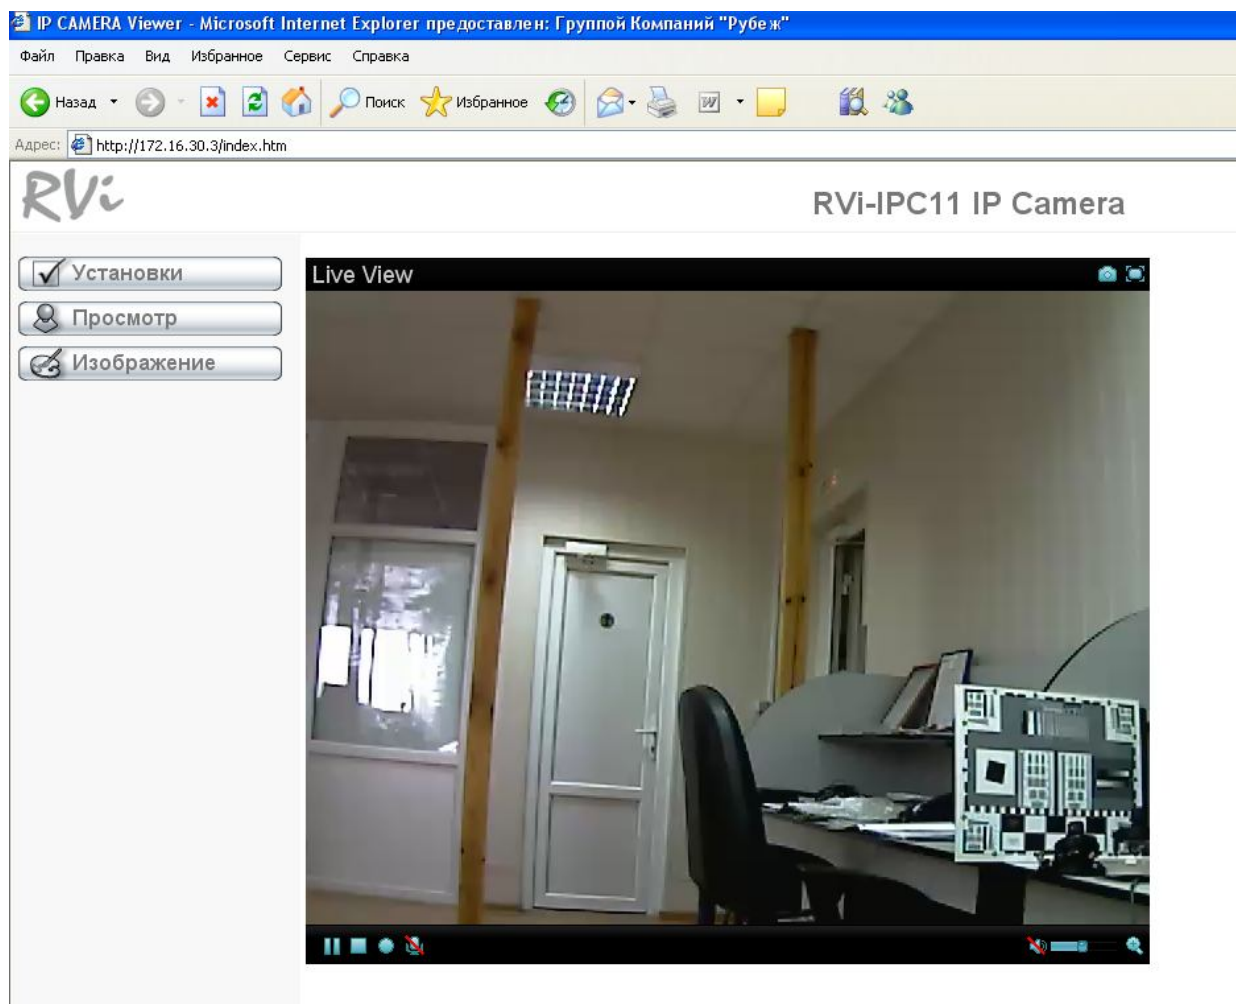 IP CAMERA Viewer - Microsoft Internet Explorer предоставлен: Группой Компаний "Рубеж"
Файл Правка Вид Избранное Сервис Справка
Назад Поиск Избранное
Адрес: http://172.16.30.3/index.htm
RVi
RVi-IPC11 IP Camera
Установки
Просмотр
Изображение
Live View